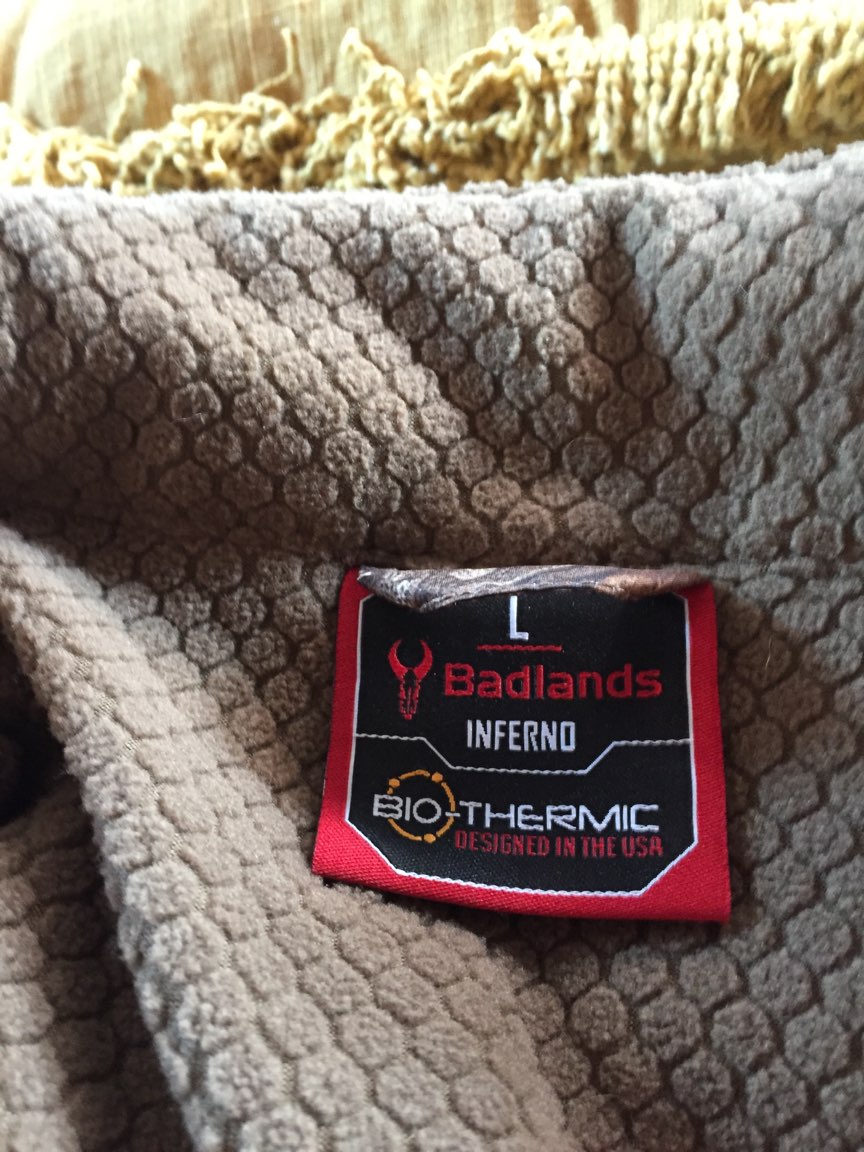 L
Badlands
INFERNO
BIO-THERMIC
DESIGNED IN THE USA